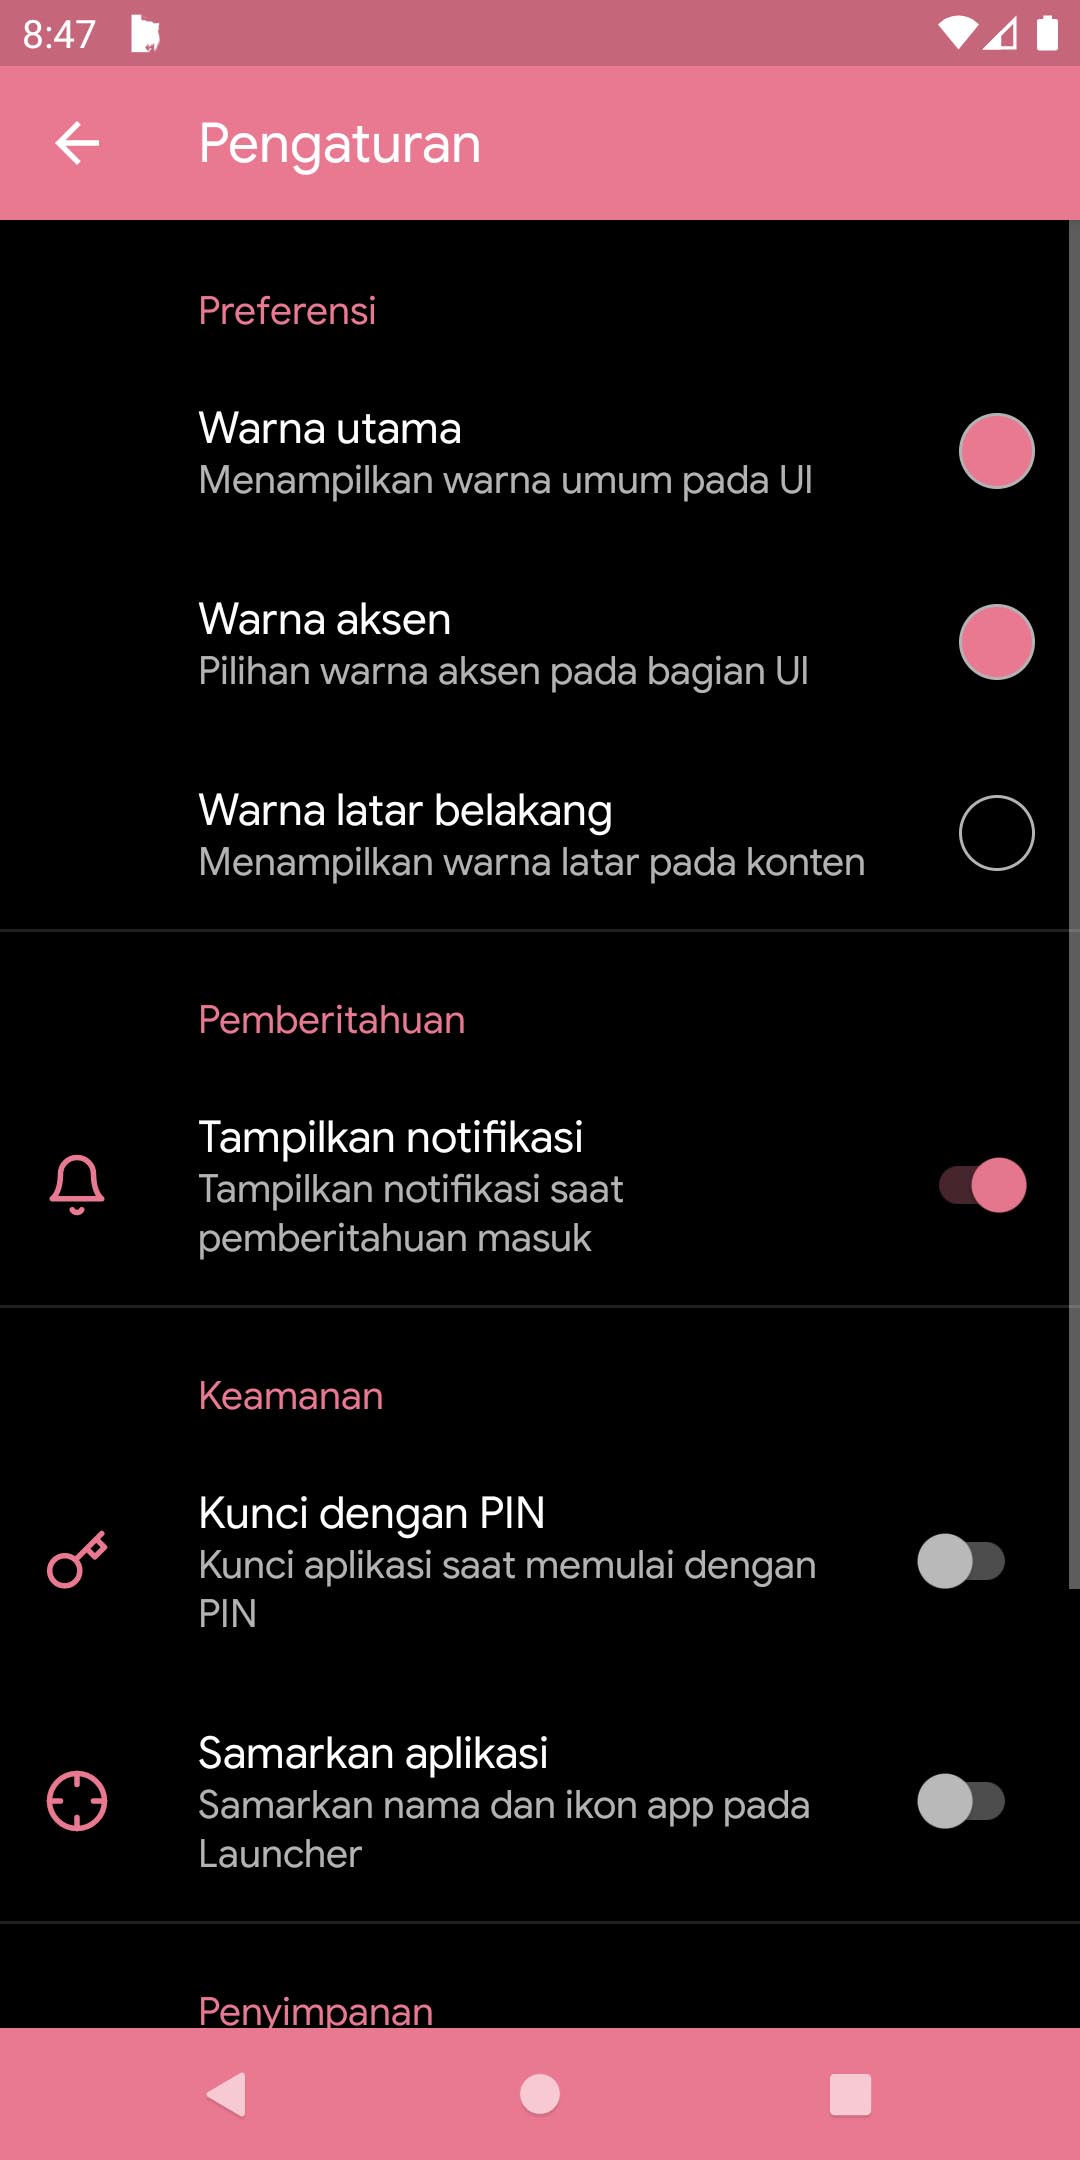 8:47
Pengaturan
Preferensi
Warna utama
Menampilkan warna umum pada UI
Warna aksen
Pilihan warna aksen pada bagian UI
Warna latar belakang
Menampilkan warna latar pada konten
Pemberitahuan
Tampilkan notifikasi
Tampilkan notifikasi saat
pemberitahuan masuk
Keamanan
Kunci dengan PIN
Kunci aplikasi saat memulai dengan
PIN
Samarkan aplikasi
Samarkan nama dan ikon app pada
Launcher
Penyimpanan